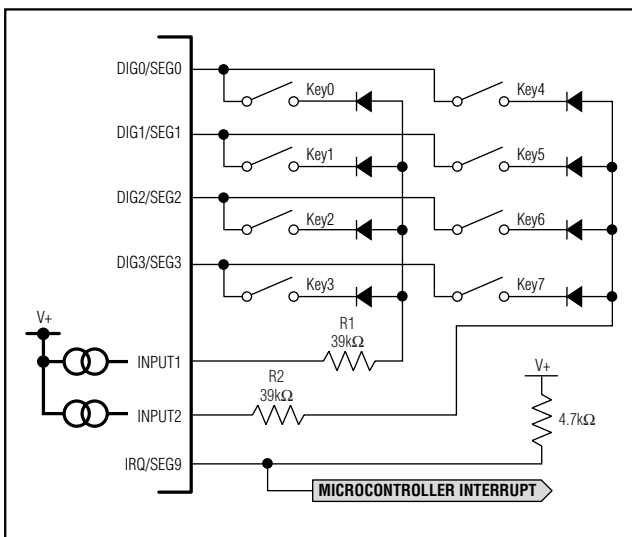 DIG0/SEG0
Key0
Key4
DIG1/SEG1
Key1
Key5
DIG2/SEG2
Key2
Key6
DIG3/SEG3
Key3
Key7
V+
R1
39kΩ
INPUT1
R2
39kΩ
V+
INPUT2
4.7kΩ
IRQ/SEG9
MICROCONTROLLER INTERRUPT